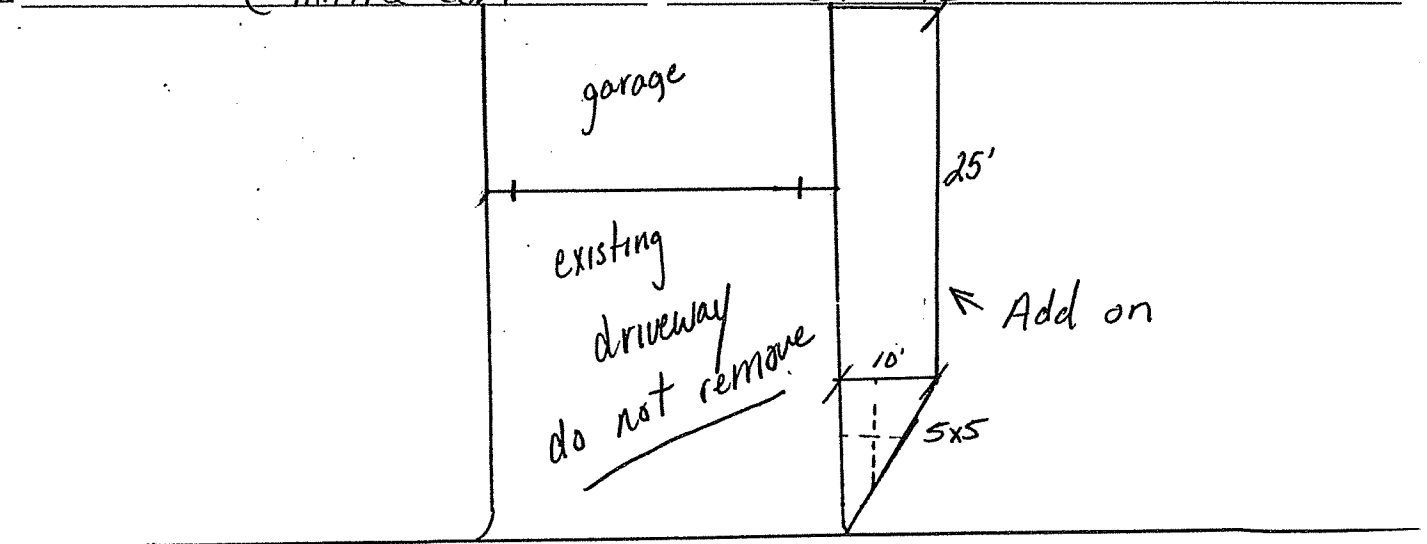 garage
25'
existing
driveway
do not remove
Add on
10'
5x5